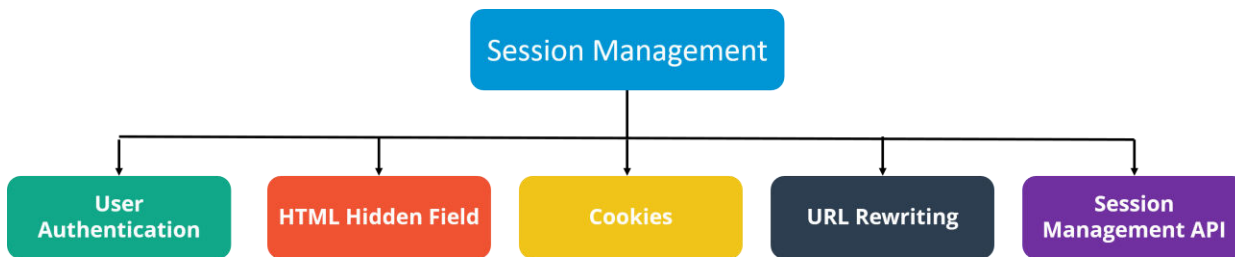 Session Management
User
Authentication
HTML Hidden Field
Cookies
URL Rewriting
Session
Management API